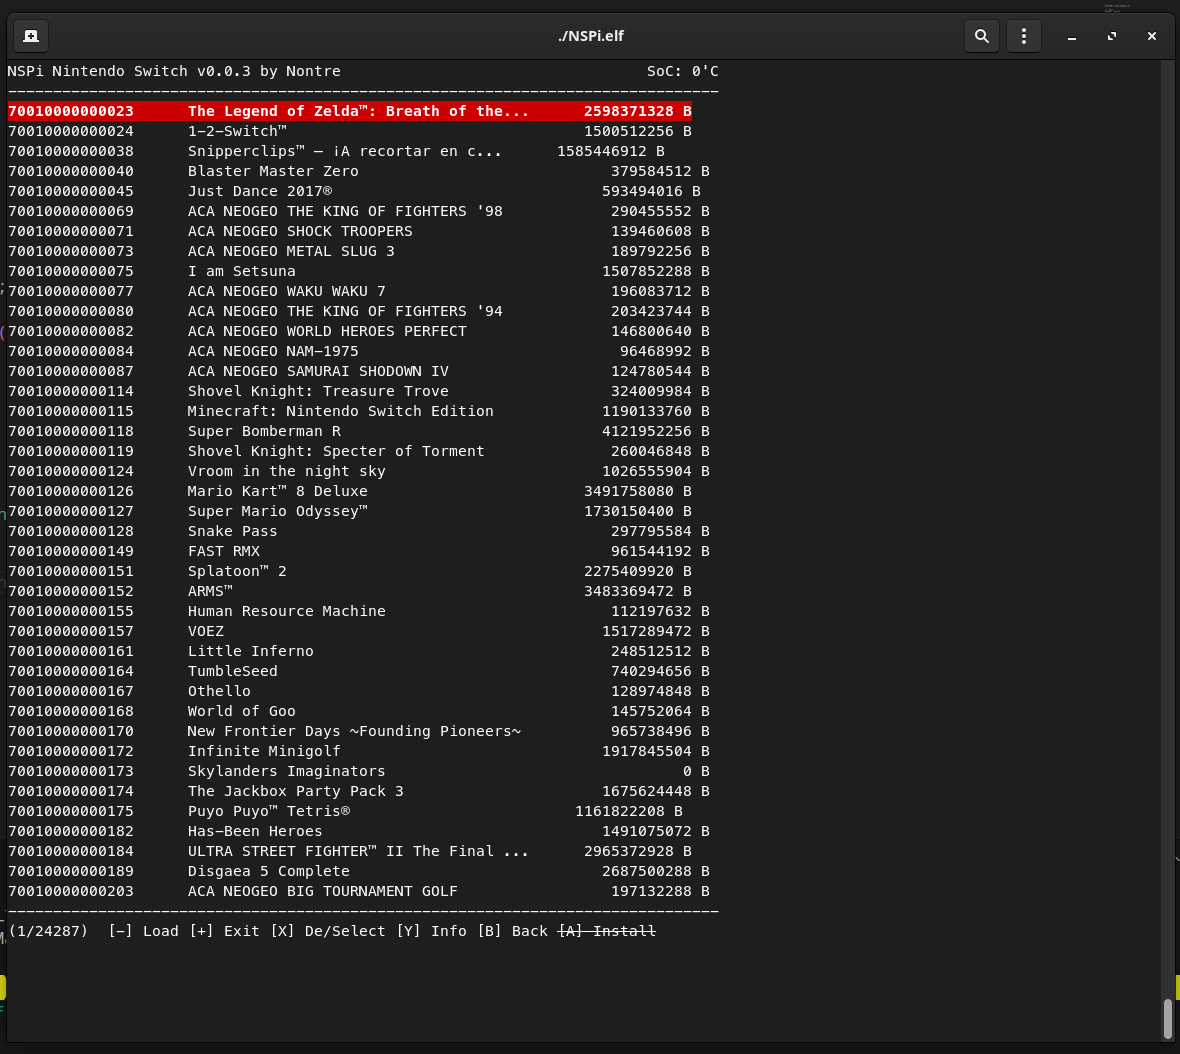 ./NSPi.elf
NSPi Nintendo Switch v0.0.3 by Nontre SoC: 0'C
70010000000023 The Legend of Zelda™: Breath of the... 2598371328 B
70010000000024 1-2-Switch™ 1500512256 B
70010000000038 Snipperclips™ – ¡A recortar en c... 1585446912 B
70010000000040 Blaster Master Zero 379584512 B
70010000000045 Just Dance 2017® 593494016 B
70010000000069 ACA NEOGEO THE KING OF FIGHTERS '98 290455552 B
70010000000071 ACA NEOGEO SHOCK TROOPERS 139460608 B
70010000000073 ACA NEOGEO METAL SLUG 3 189792256 B
70010000000075 I am Setsuna 1507852288 B
70010000000077 ACA NEOGEO WAKU WAKU 7 196083712 B
70010000000080 ACA NEOGEO THE KING OF FIGHTERS '94 203423744 B
70010000000082 ACA NEOGEO WORLD HEROES PERFECT 146800640 B
70010000000084 ACA NEOGEO NAM-1975 96468992 B
70010000000087 ACA NEOGEO SAMURAI SHODOWN IV 124780544 B
70010000000114 Shovel Knight: Treasure Trove 324009984 B
70010000000115 Minecraft: Nintendo Switch Edition 1190133760 B
70010000000118 Super Bomberman R 4121952256 B
70010000000119 Shovel Knight: Specter of Torment 260046848 B
70010000000124 Vroom in the night sky 1026555904 B
70010000000126 Mario Kart™ 8 Deluxe 3491758080 B
70010000000127 Super Mario Odyssey™ 1730150400 B
70010000000128 Snake Pass 297795584 B
70010000000149 FAST RMX 961544192 B
70010000000151 Splatoon™ 2 2275409920 B
70010000000152 ARMS™ 3483369472 B
70010000000155 Human Resource Machine 112197632 B
70010000000157 VOEZ 1517289472 B
70010000000161 Little Inferno 248512512 B
70010000000164 TumbleSeed 740294656 B
70010000000167 Othello 128974848 B
70010000000168 World of Goo 145752064 B
70010000000170 New Frontier Days ~Founding Pioneers~ 965738496 B
70010000000172 Infinite Minigolf 1917845504 B
70010000000173 Skylanders Imaginators 0 B
70010000000174 The Jackbox Party Pack 3 1675624448 B
70010000000175 Puyo Puyo™ Tetris® 1161822208 B
70010000000182 Has-Been Heroes 1491075072 B
70010000000184 ULTRA STREET FIGHTER™ II The Final ... 2965372928 B
70010000000189 Disgaea 5 Complete 2687500288 B
70010000000203 ACA NEOGEO BIG TOURNAMENT GOLF 197132288 B
(1/24287) [-] Load [+] Exit [X] De/Select [Y] Info [B] Back [A] Install